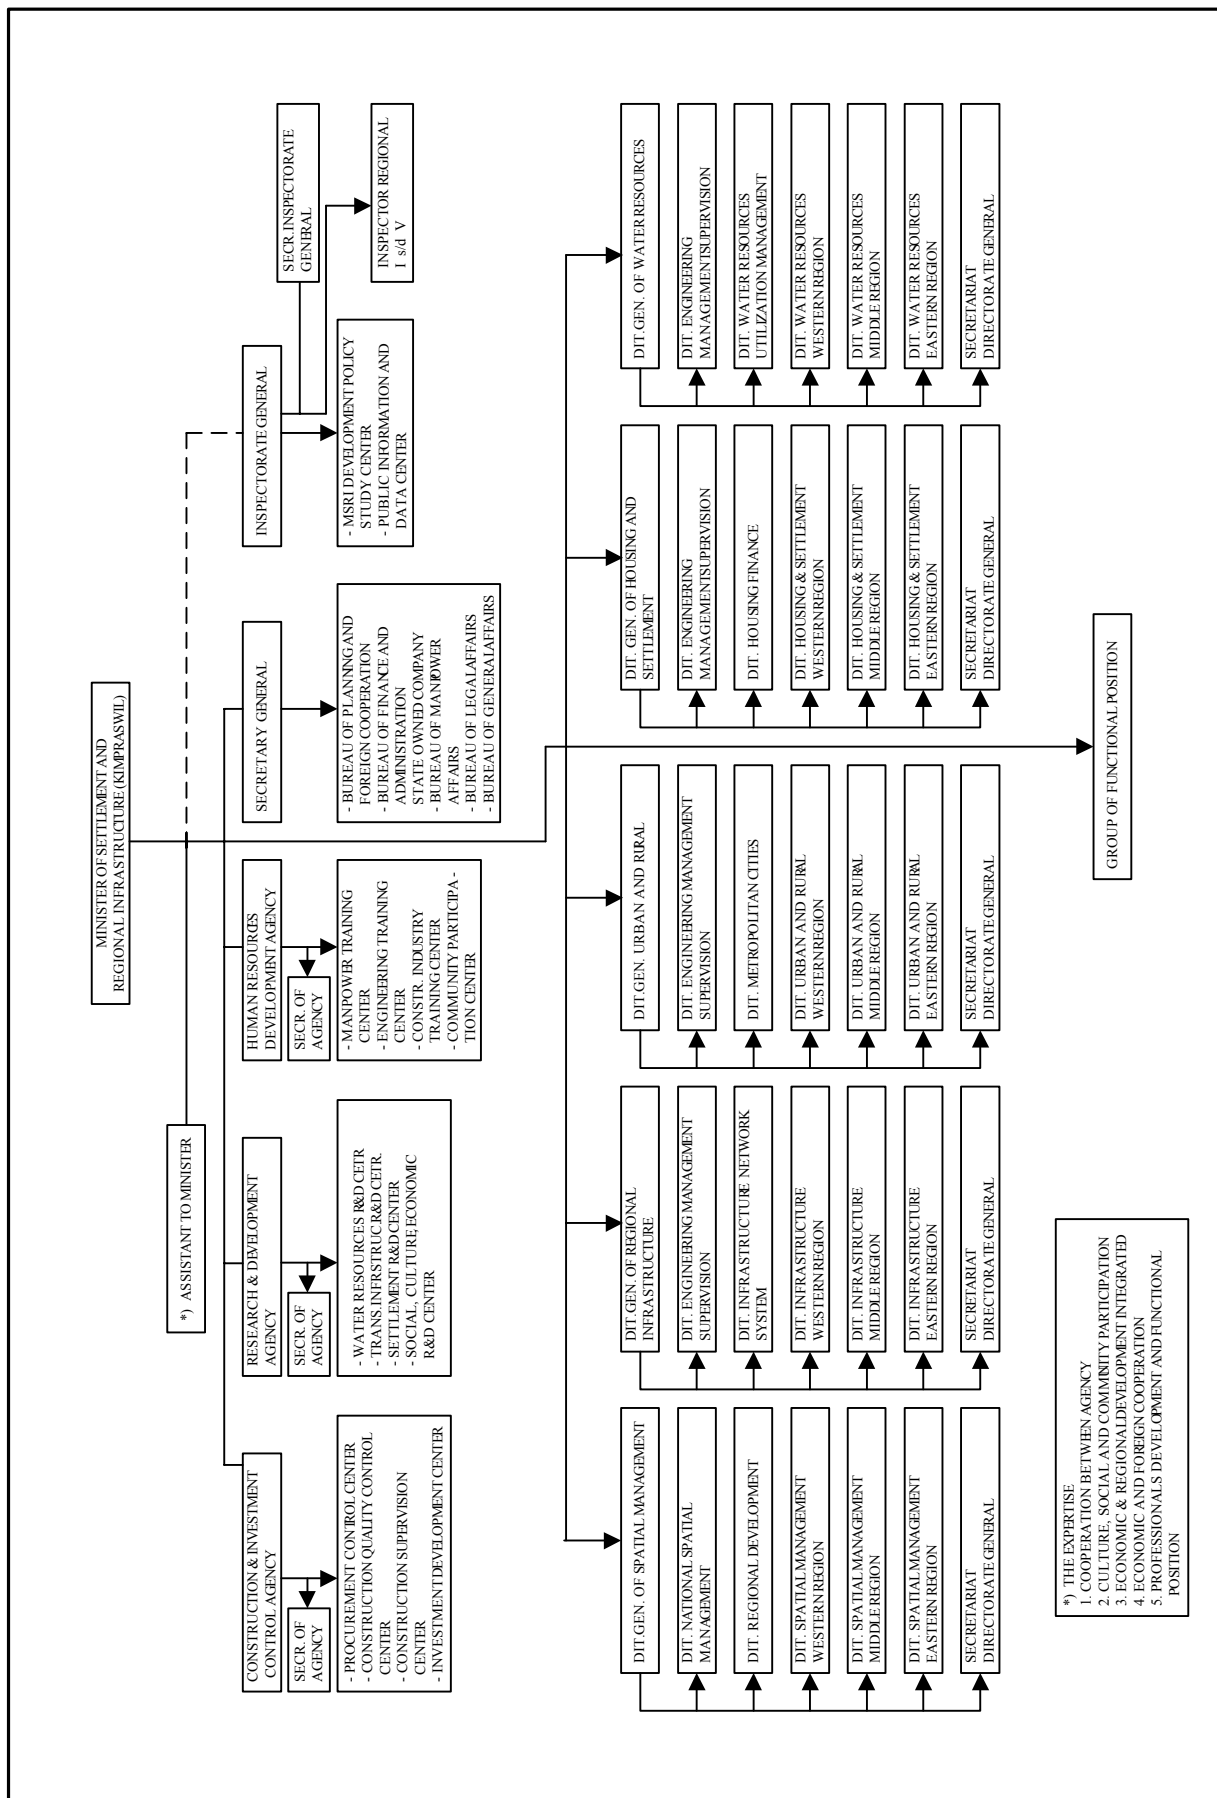 MINISTER OF SETTLEMENT AND
REGIONAL INFRASTRUCTURE (KIMPRASWIL)
*) ASSISTANT TO MINISTER
CONSTRUCTION & INVESTMENT
CONTROL AGENCY
SECR. OF
AGENCY
- PROCUREMENT CONTROL CENTER
- CONSTRUCTION QUALITY CONTROL
CENTER
- CONSTRUCTION SUPERVISION
CENTER
- INVESTMENT DEVELOPMENT CENTER
RESEARCH & DEVELOPMENT
AGENCY
SECR. OF
AGENCY
- WATER RESOURCES R&D CETR
- TRANS.INFRSTRUC.R&D CETR.
- SETTLEMENT R&D CENTER
- SOCIAL, CULTURE, ECONOMIC
R&D CENTER
HUMAN RESOURCES
DEVELOPMENT AGENCY
SECR. OF
AGENCY
- MANPOWER TRAINING
CENTER
- ENGINEERING TRAINING
CENTER
- CONSTR. INDUSTRY
TRAINING CENTER
- COMMUNITY PARTICIPA -
TION CENTER
SECRETARY GENERAL
- BUREAU OF PLANNING AND
FOREIGN COOPERATION
- BUREAU OF FINANCE AND
ADMINISTRATION
STATE OWNED COMPANY
- BUREAU OF MANPOWER
AFFAIRS
- BUREAU OF LEGAL AFFAIRS
- BUREAU OF GENERAL AFFAIRS
INSPECTORATE GENERAL
- MSRI DEVELOPMENT POLICY
STUDY CENTER
- PUBLIC INFORMATION AND
DATA CENTER
SECR. INSPECTORATE
GENERAL
INSPECTOR REGIONAL
I s/d V
DIT.GEN. OF SPATIAL MANAGEMENT
DIT. NATIONAL SPATIAL
MANAGEMENT
DIT. REGIONAL DEVELOPMENT
DIT. SPATIAL MANAGEMENT
WESTERN REGION
DIT. SPATIAL MANAGEMENT
MIDDLE REGION
DIT. SPATIAL MANAGEMENT
EASTERN REGION
SECRETARIAT
DIRECTORATE GENERAL
DIT.GEN. OF REGIONAL
INFRASTRUCTURE
DIT. ENGINEERING MANAGEMENT
SUPERVISION
DIT. INFRASTRUCTURE NETWORK
SYSTEM
DIT. INFRASTRUCTURE
WESTERN REGION
DIT. INFRASTRUCTURE
MIDDLE REGION
DIT. INFRASTRUCTURE
EASTERN REGION
SECRETARIAT
DIRECTORATE GENERAL
DIT.GEN. URBAN AND RURAL
DIT. ENGINEERING MANAGEMENT
SUPERVISION
DIT. METROPOLITAN CITIES
DIT. URBAN AND RURAL
WESTERN REGION
DIT. URBAN AND RURAL
MIDDLE REGION
DIT. URBAN AND RURAL
EASTERN REGION
SECRETARIAT
DIRECTORATE GENERAL
DIT. GEN. OF HOUSING AND
SETTLEMENT
DIT. ENGINEERING
MANAGEMENT SUPERVISION
DIT. HOUSING FINANCE
DIT. HOUSING & SETTLEMENT
WESTERN REGION
DIT. HOUSING & SETTLEMENT
MIDDLE REGION
DIT. HOUSING & SETTLEMENT
EASTERN REGION
SECRETARIAT
DIRECTORATE GENERAL
DIT.GEN. OF WATER RESOURCES
DIT. ENGINEERING
MANAGEMENT SUPERVISION
DIT. WATER RESOURCES
UTILIZATION MANAGEMENT
DIT. WATER RESOURCES
WESTERN REGION
DIT. WATER RESOURCES
MIDDLE REGION
DIT. WATER RESOURCES
EASTERN REGION
SECRETARIAT
DIRECTORATE GENERAL
GROUP OF FUNCTIONAL POSITION
*) THE EXPERTISE
1. COOPERATION BETWIEN AGENCY
2. CULTURE, SOCIAL AND COMMUNITY PARTICIPATION
3. ECONOMIC & REGIONAL DEVELOPMENT INTEGRATED
4. ECONOMIC AND FOREIGN COOPERATION
5. PROFESSIONALS DEVELOPMENT AND FUNCTIONAL
POSITION